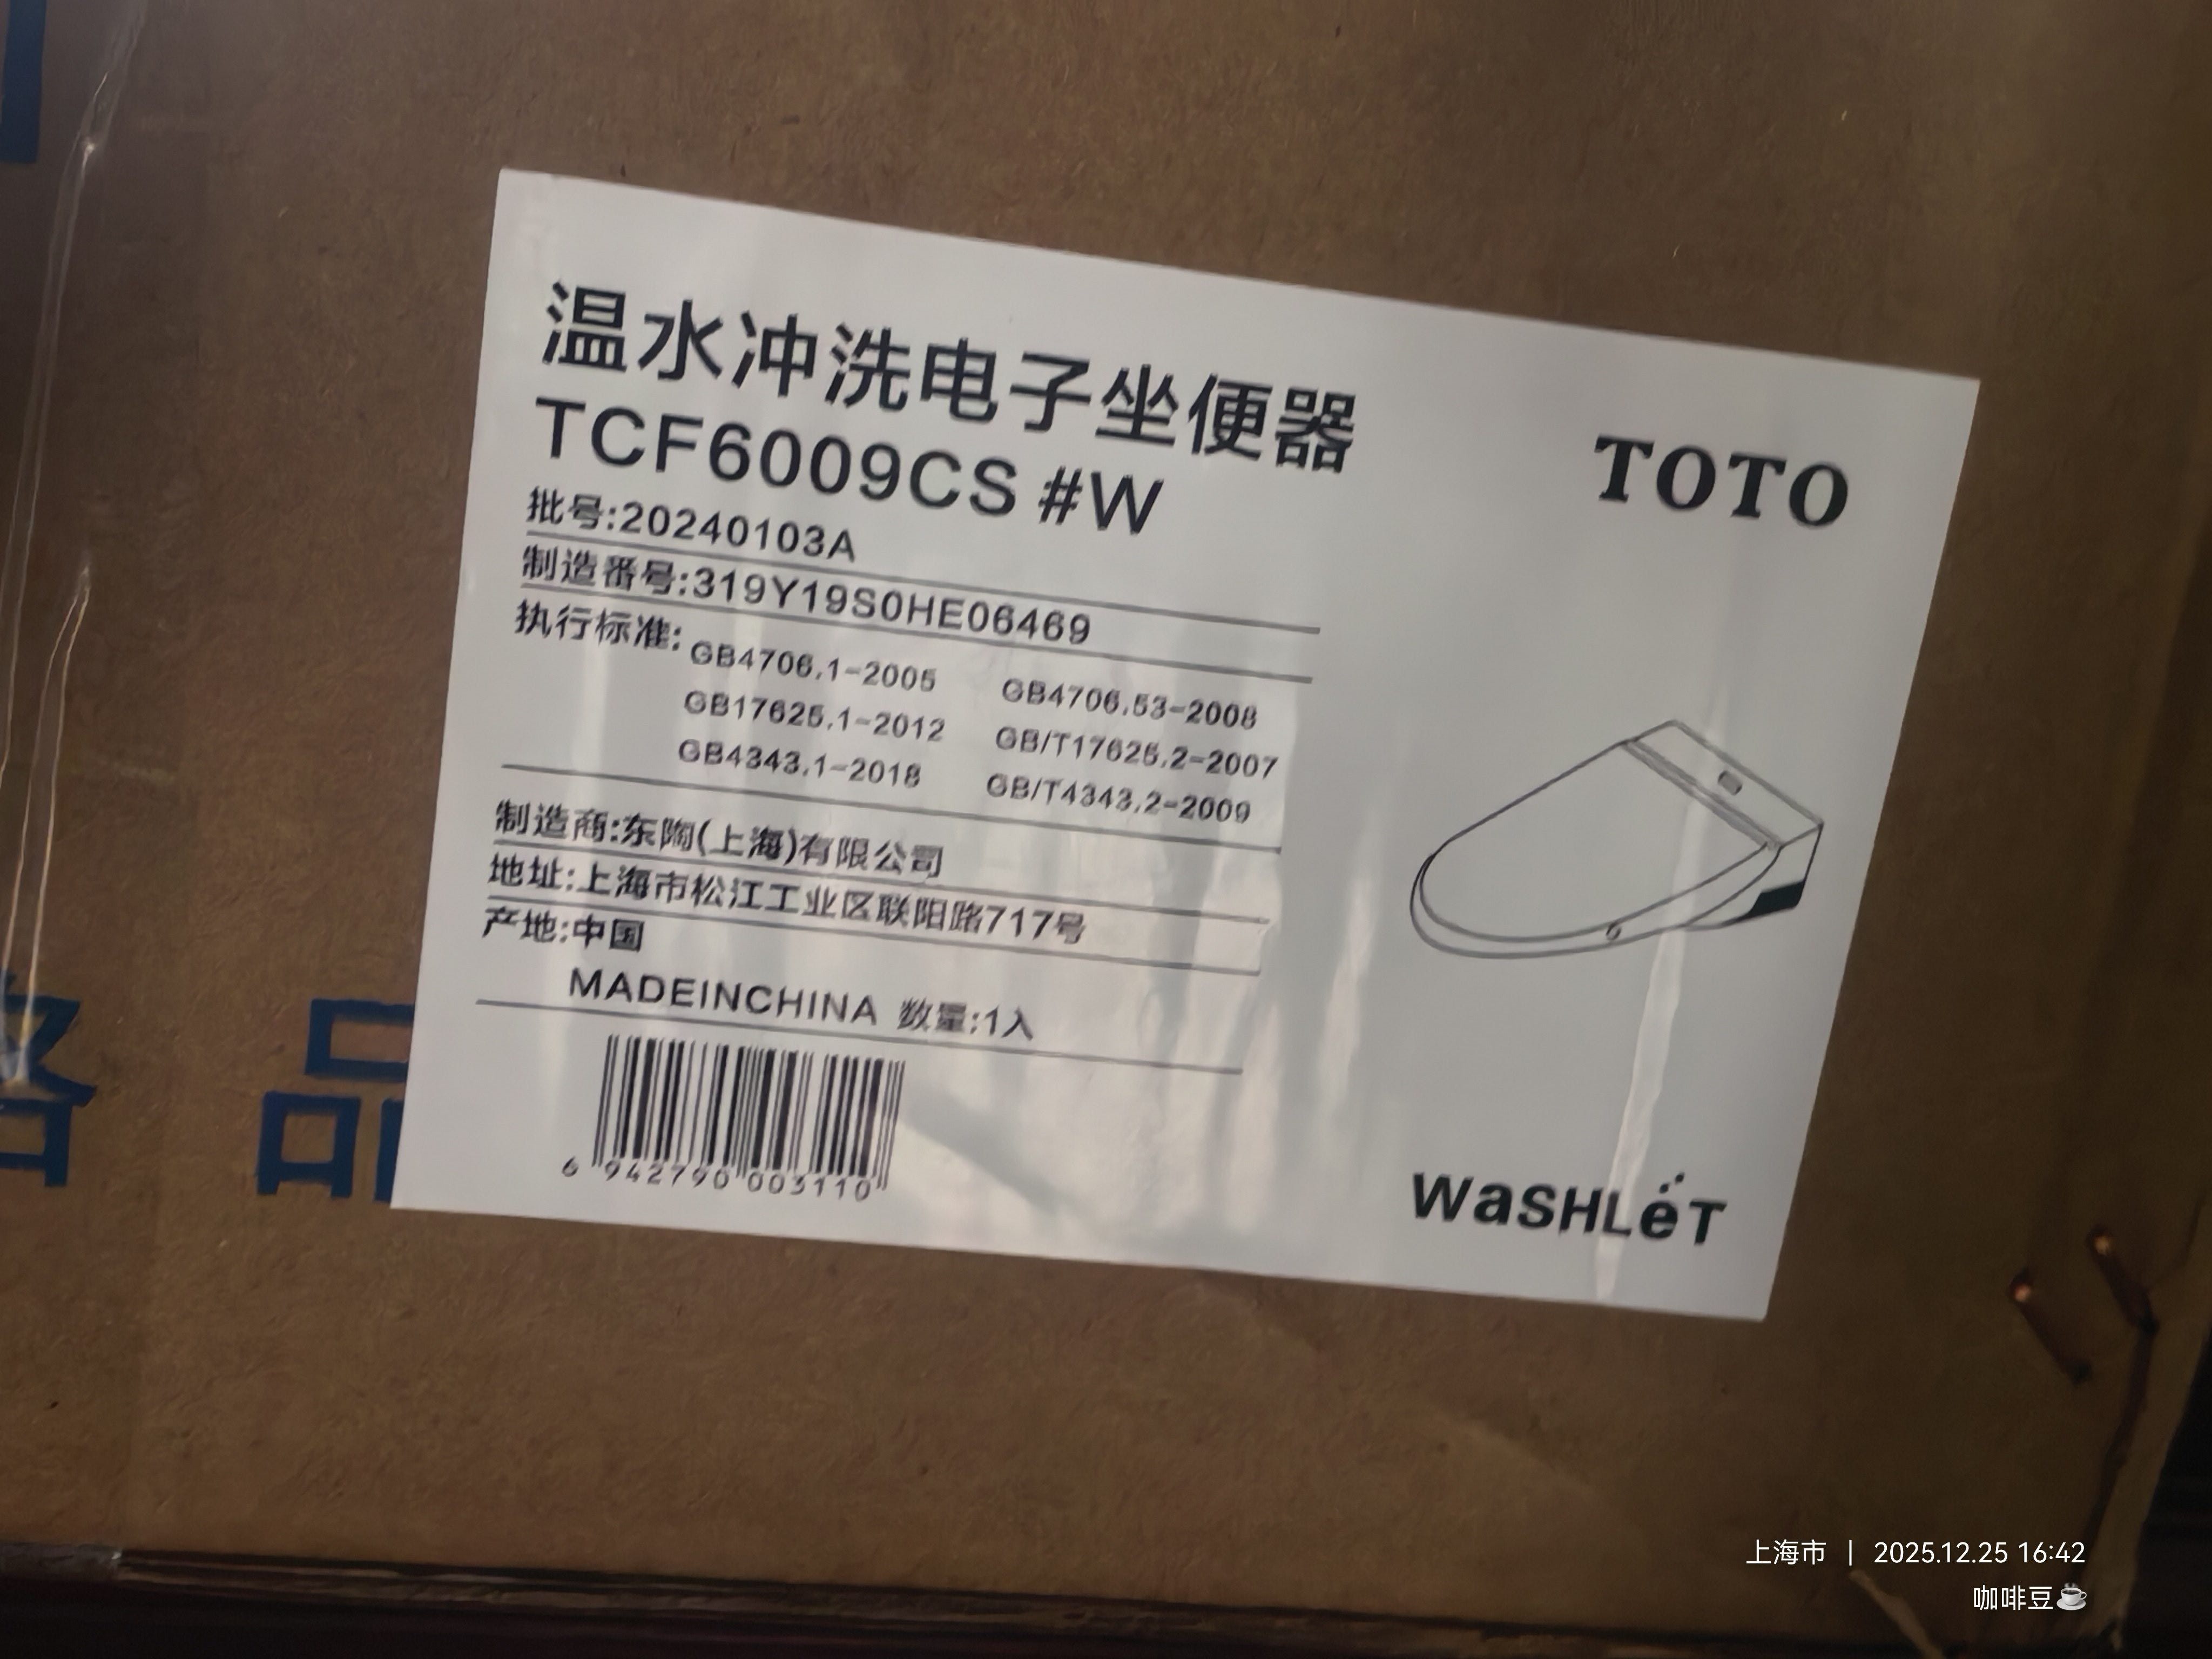 温水冲洗电子坐便器
TCF6009CS #W
TOTO
批号:20240103A
制造番号:319Y19S0HE06469
执行标准:
GB4706.1-2005 GB4706.53-2008
GB17625.1-2012 GB/T17625.2-2007
GB4343.1-2018 GB/T4343.2-2009
制造商:东陶(上海)有限公司
地址:上海市松江工业区联阳路717号
产地:中国
MADEINCHINA 数量:1入
6 942790 003110
WaSHLeT
品
上海市 | 2025.12.25 16:42
咖啡豆☕